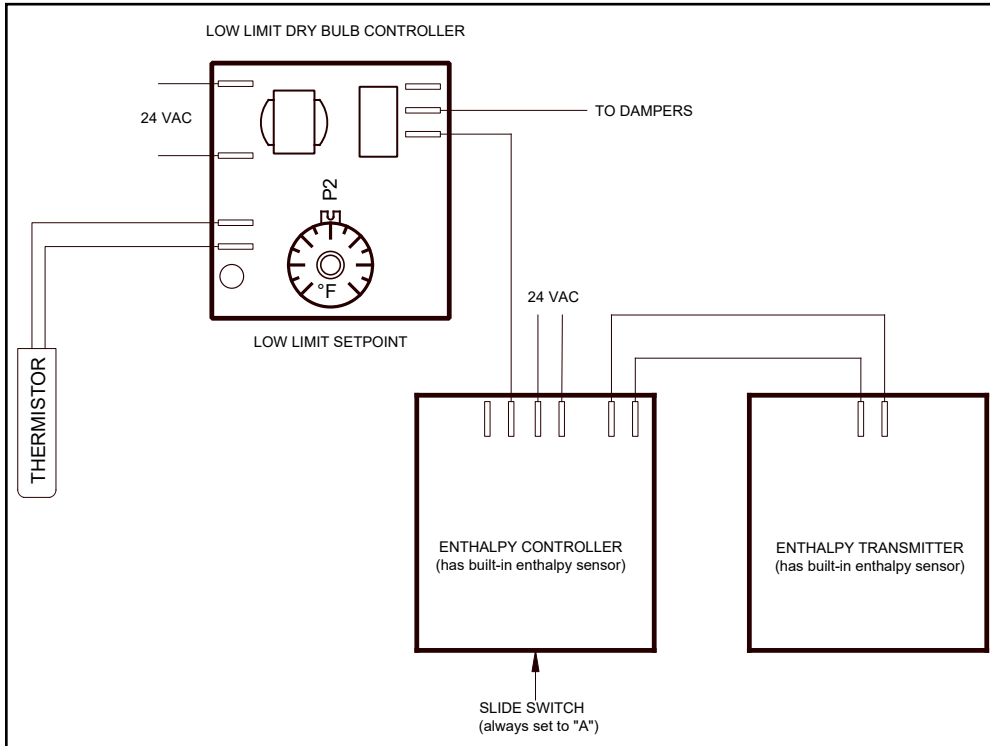 LOW LIMIT DRY BULB CONTROLLER
24 VAC
TO DAMPERS
P2
°F
LOW LIMIT SETPOINT
THERMISTOR
24 VAC
ENTHALPY CONTROLLER
(has built-in enthalpy sensor)
ENTHALPY TRANSMITTER
(has built-in enthalpy sensor)
SLIDE SWITCH
(always set to "A")